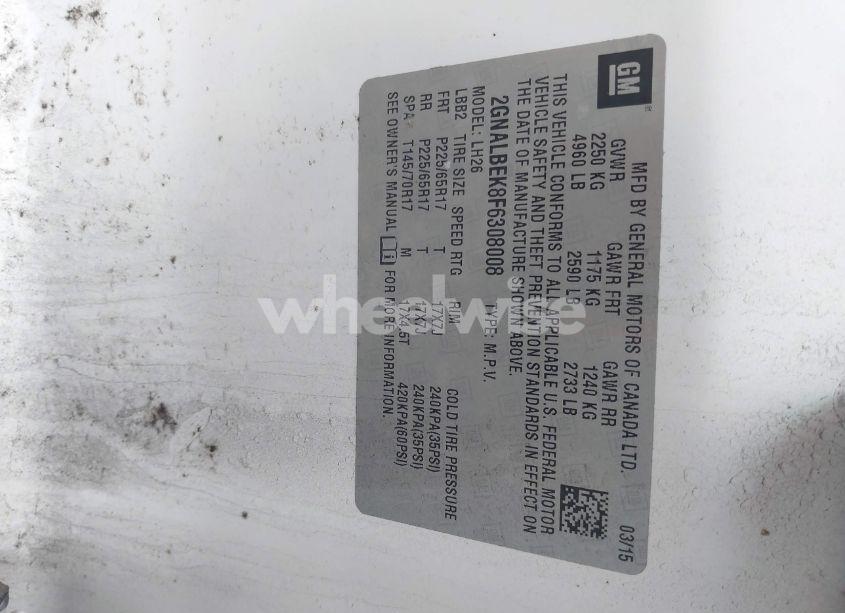 GM
MFD BY GENERAL MOTORS OF CANADA LTD. 03/15
GVWR GAWR FRT GAWR RR
2250 KG 1175 KG 1240 KG
4960 LB 2590 LB 2733 LB
THIS VEHICLE CONFORMS TO ALL APPLICABLE U.S. FEDERAL MOTOR
VEHICLE SAFETY AND THEFT PREVENTION STANDARDS IN EFFECT ON
THE DATE OF MANUFACTURE SHOWN ABOVE.
2GNALBEK8F6308008 TYPE: M.P.V.
MODEL: LH26
LBB2 TIRE SIZE SPEED RTG RIM COLD TIRE PRESSURE
FRT P225/65R17 T 17X7J 240KPA(35PSI)
RR P225/65R17 T 17X7J 240KPA(35PSI)
SPA T145/70R17 M 17X4.5T 420KPA(60PSI)
SEE OWNER'S MANUAL FOR MORE INFORMATION.
wheelwire